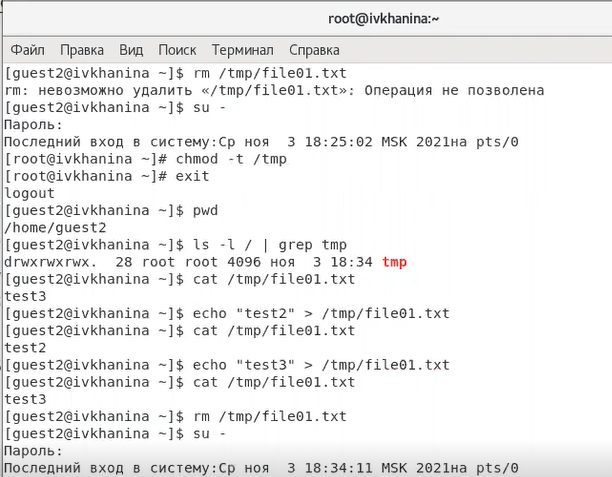 root@ivkhanina:~
Файл Правка Вид Поиск Терминал Справка
[guest2@ivkhanina ~]$ rm /tmp/file01.txt
rm: невозможно удалить «/tmp/file01.txt»: Операция не позволена
[guest2@ivkhanina ~]$ su -
Пароль:
Последний вход в систему:Ср ноя  3 18:25:02 MSK 2021на pts/0
[root@ivkhanina ~]# chmod -t /tmp
[root@ivkhanina ~]# exit
logout
[guest2@ivkhanina ~]$ pwd
/home/guest2
[guest2@ivkhanina ~]$ ls -l / | grep tmp
drwxrwxrwx.  28 root root 4096 ноя  3 18:34 tmp
[guest2@ivkhanina ~]$ cat /tmp/file01.txt
test3
[guest2@ivkhanina ~]$ echo "test2" > /tmp/file01.txt
[guest2@ivkhanina ~]$ cat /tmp/file01.txt
test2
[guest2@ivkhanina ~]$ echo "test3" > /tmp/file01.txt
[guest2@ivkhanina ~]$ cat /tmp/file01.txt
test3
[guest2@ivkhanina ~]$ rm /tmp/file01.txt
[guest2@ivkhanina ~]$ su -
Пароль:
Последний вход в систему:Ср ноя  3 18:34:11 MSK 2021на pts/0